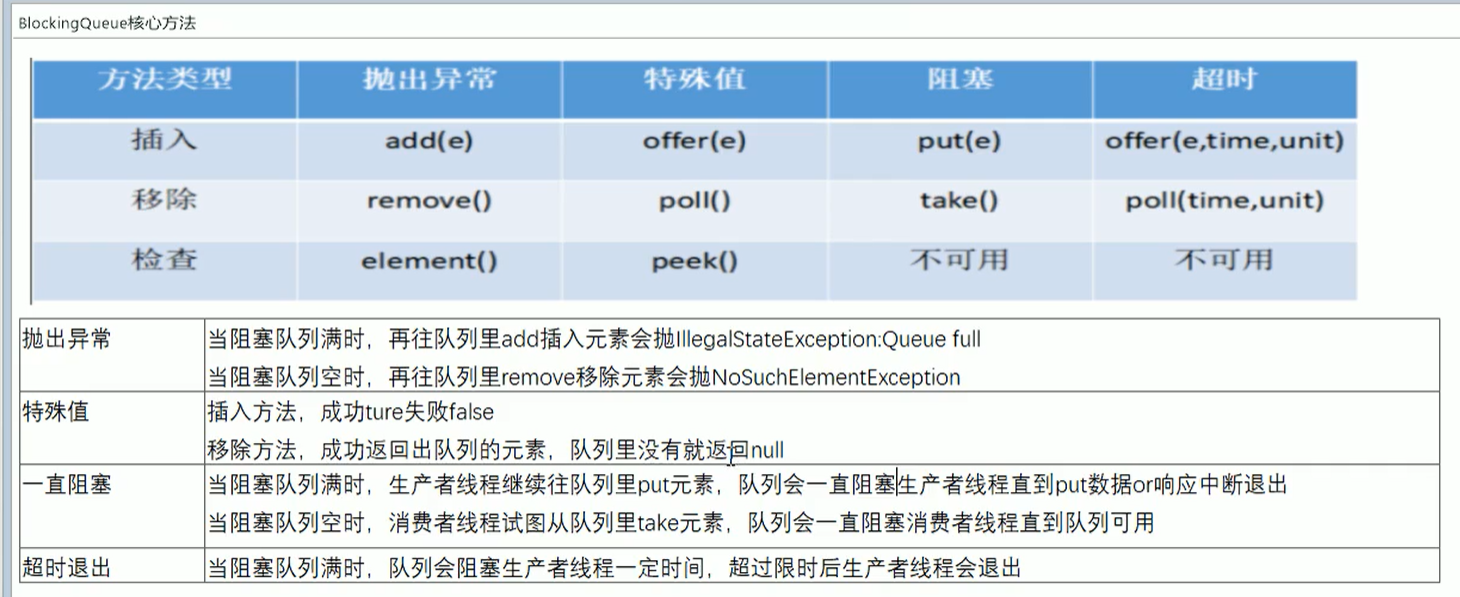 BlockingQueue核心方法
方法类型 抛出异常 特殊值 阻塞 超时
插入 add(e) offer(e) put(e) offer(e,time,unit)
移除 remove() poll() take() poll(time,unit)
检查 element() peek() 不可用 不可用
抛出异常 当阻塞队列满时，再往队列里add插入元素会抛IllegalStateException:Queue full
当阻塞队列空时，再往队列里remove移除元素会抛NoSuchElementException
特殊值 插入方法，成功ture失败false
移除方法，成功返回出队列的元素，队列里没有就返回null
一直阻塞 当阻塞队列满时，生产者线程继续往队列里put元素，队列会一直阻塞生产者线程直到put数据or响应中断退出
当阻塞队列空时，消费者线程试图从队列里take元素，队列会一直阻塞消费者线程直到队列可用
超时退出 当阻塞队列满时，队列会阻塞生产者线程一定时间，超过限时后生产者线程会退出